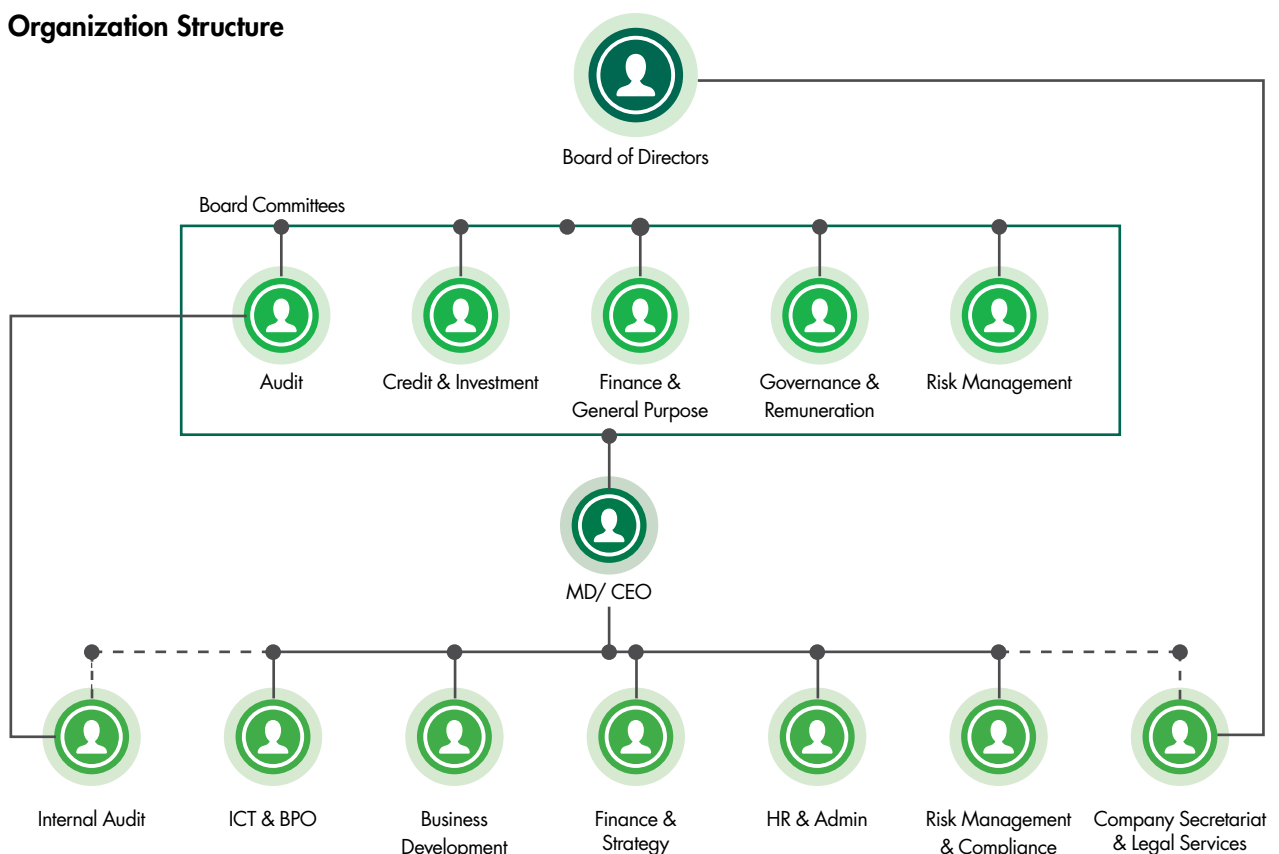 Organization Structure
Board of Directors
Board Committees
Audit
Credit & Investment
Finance &
General Purpose
Governance &
Remuneration
Risk Management
MD/ CEO
Internal Audit
ICT & BPO
Business
Development
Finance &
Strategy
HR & Admin
Risk Management
& Compliance
Company Secretariat
& Legal Services